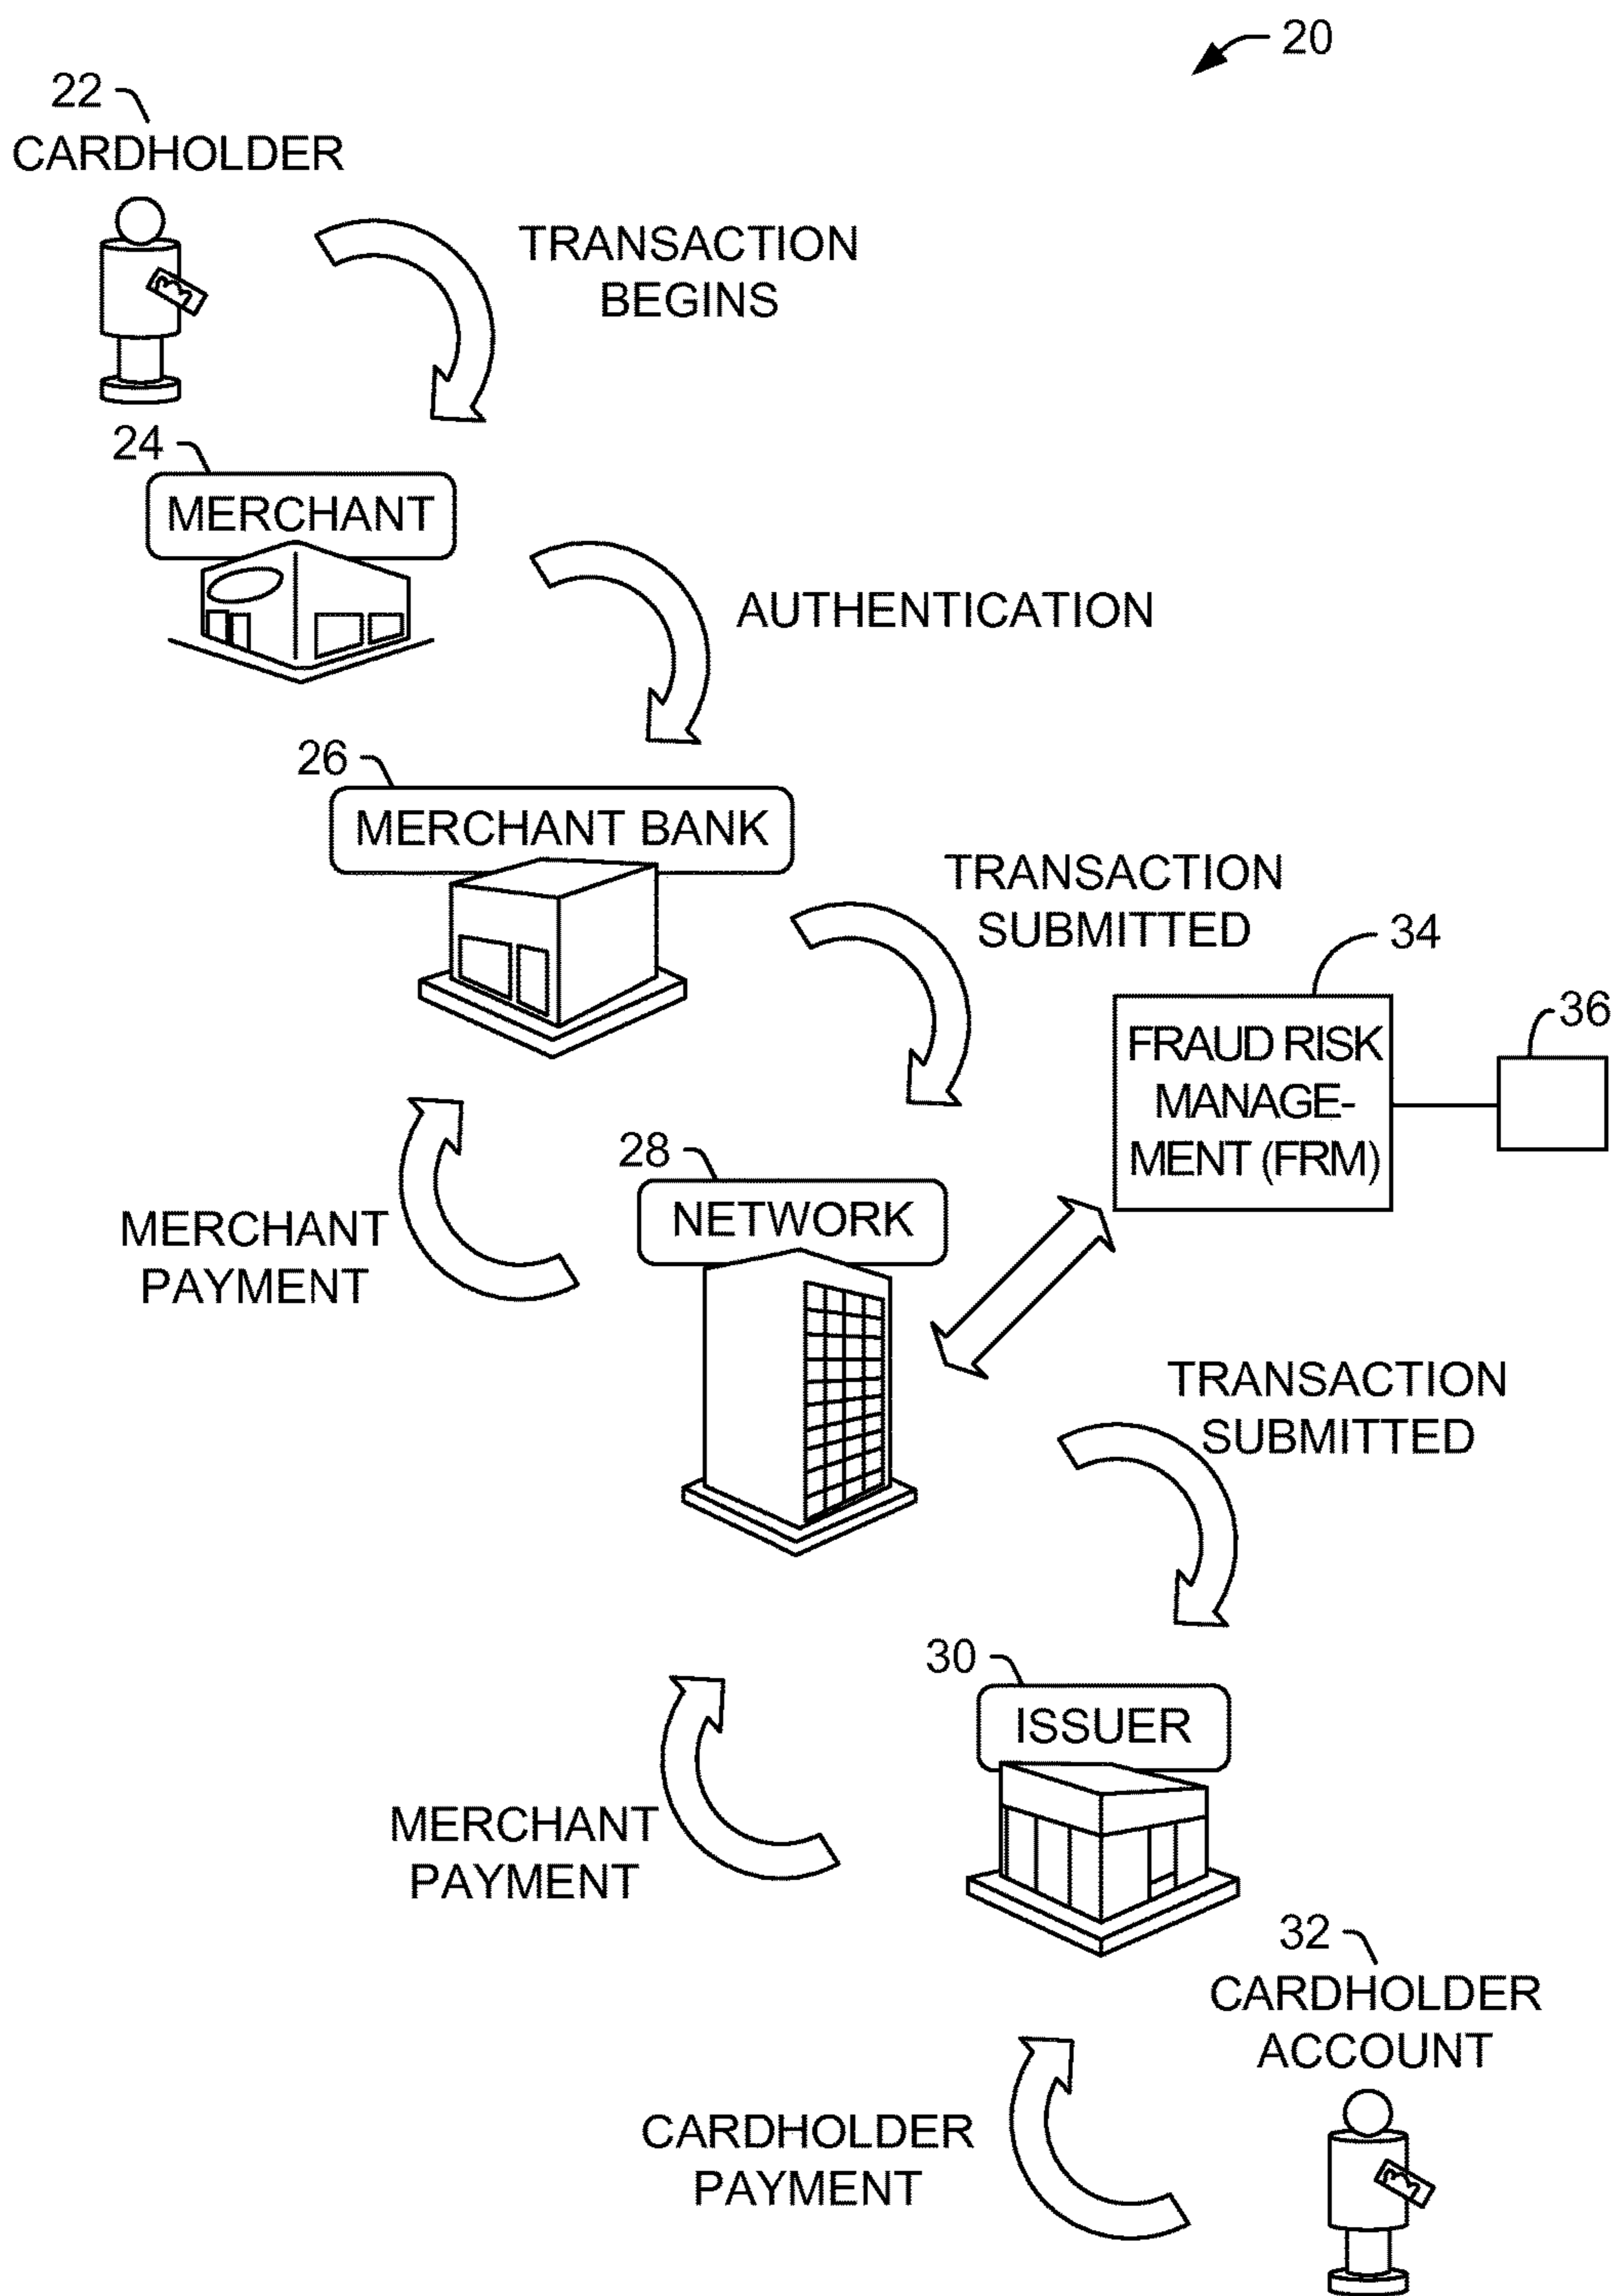 20
22
CARDHOLDER
TRANSACTION
BEGINS
24
MERCHANT
AUTHENTICATION
26
MERCHANT BANK
TRANSACTION
SUBMITTED
34
FRAUD RISK
MANAGE-
MENT (FRM)
36
28
NETWORK
MERCHANT
PAYMENT
TRANSACTION
SUBMITTED
30
ISSUER
MERCHANT
PAYMENT
32
CARDHOLDER
ACCOUNT
CARDHOLDER
PAYMENT